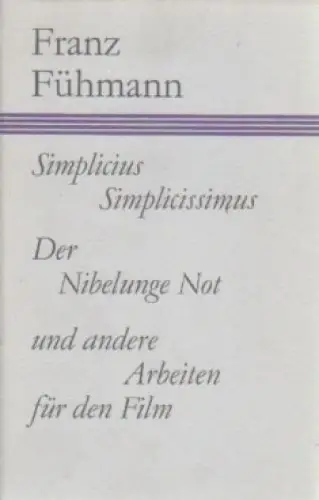 Franz
Fühmann
Simplicius
Simplicissimus
Der
Nibelunge Not
und andere
Arbeiten
für den Film